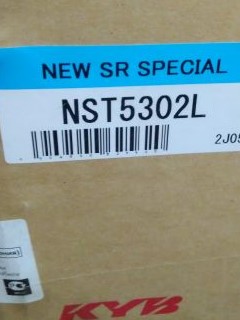 NEW SR SPECIAL
NST5302L
2J05
KYB